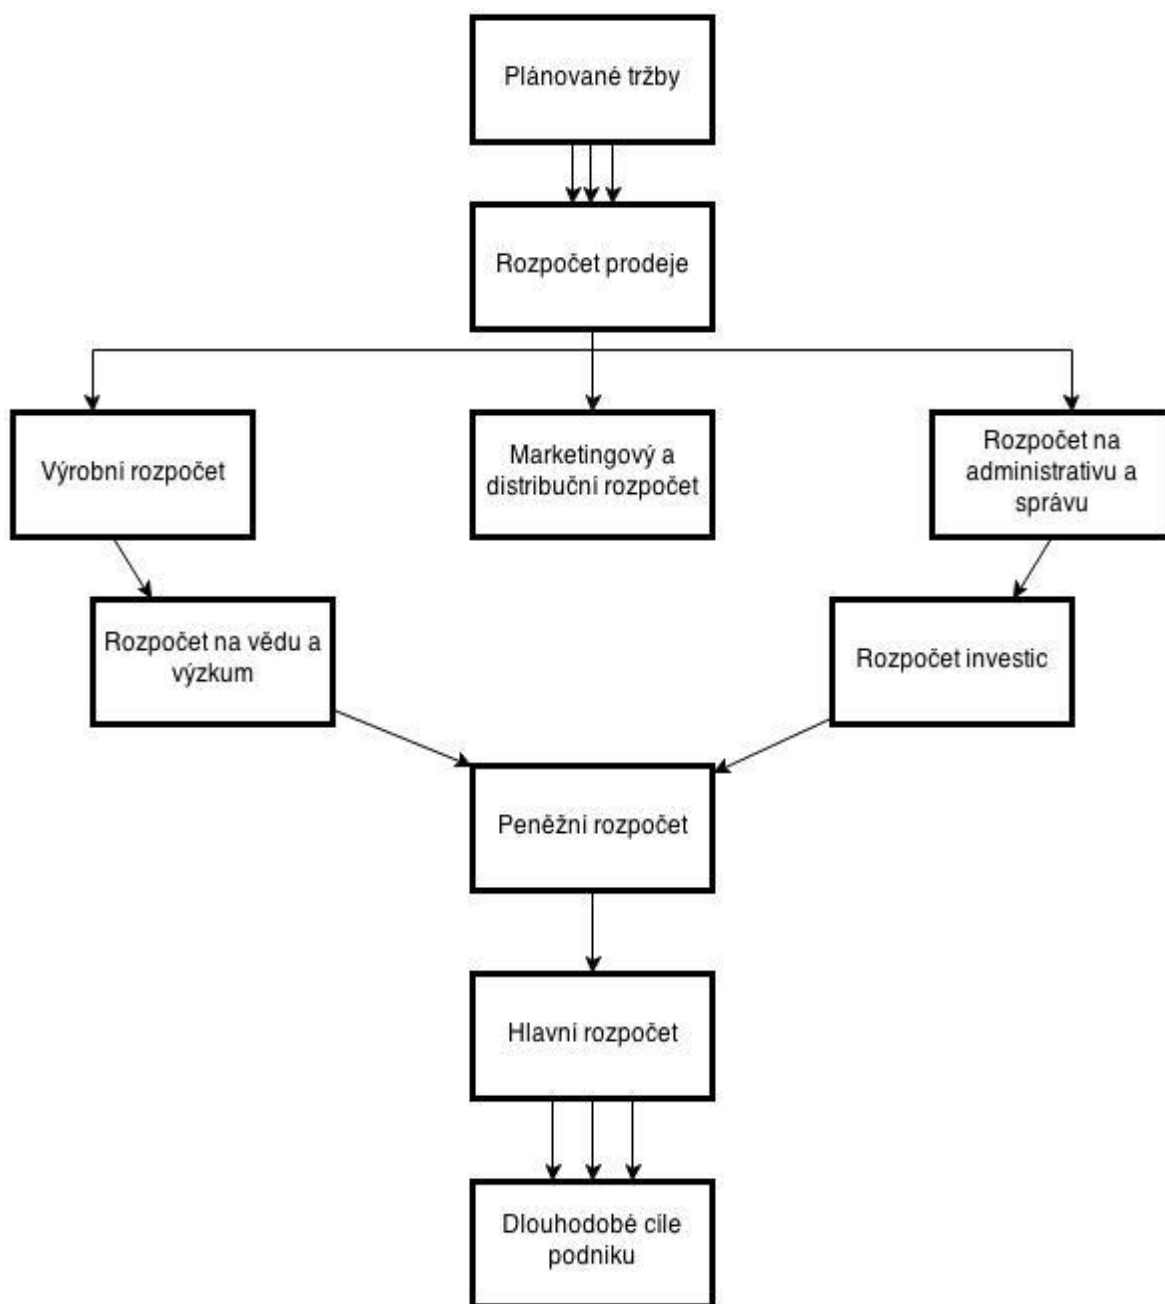 Plánované tržby
Rozpočet prodeje
Výrobní rozpočet
Marketingový a
distribuční rozpočet
Rozpočet na
administrativu a
správu
Rozpočet na vědu a
výzkum
Rozpočet investic
Peněžní rozpočet
Hlavní rozpočet
Dlouhodobé cíle
podniku